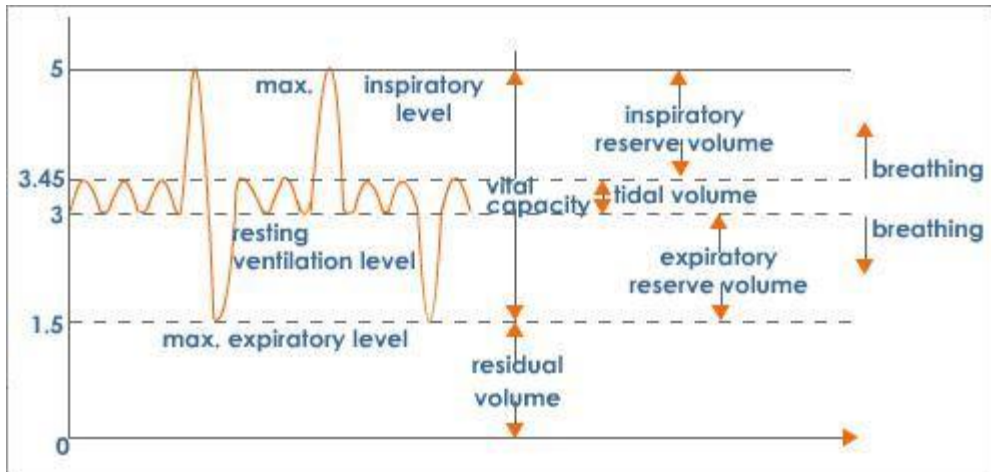 5
max.
inspiratory
level
inspiratory
reserve volume
3.45
vital
capacity
tidal volume
breathing
3
resting
ventilation level
expiratory
reserve volume
breathing
1.5
max. expiratory level
residual
volume
0